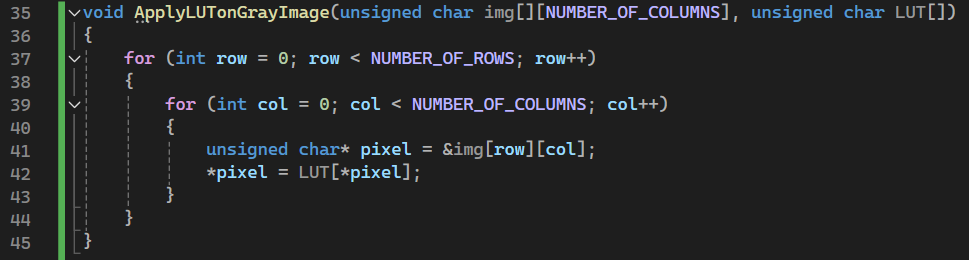 35 void ApplyLUTonGrayImage(unsigned char img[][NUMBER_OF_COLUMNS], unsigned char LUT[])
36 {
37     for (int row = 0; row < NUMBER_OF_ROWS; row++)
38     {
39         for (int col = 0; col < NUMBER_OF_COLUMNS; col++)
40         {
41             unsigned char* pixel = &img[row][col];
42             *pixel = LUT[*pixel];
43         }
44     }
45 }